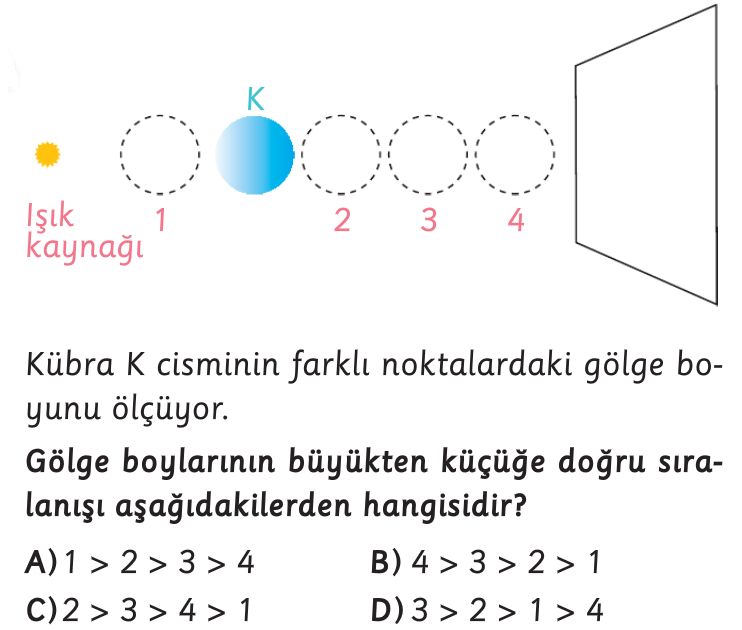 K
Işık
kaynağı
1
2
3
4
Kübra K cisminin farklı noktalardaki gölge bo-
yunu ölçüyor.
Gölge boylarının büyükten küçüğe doğru sıra-
lanışı aşağıdakilerden hangisidir?
A) 1 > 2 > 3 > 4
B) 4 > 3 > 2 > 1
C) 2 > 3 > 4 > 1
D) 3 > 2 > 1 > 4